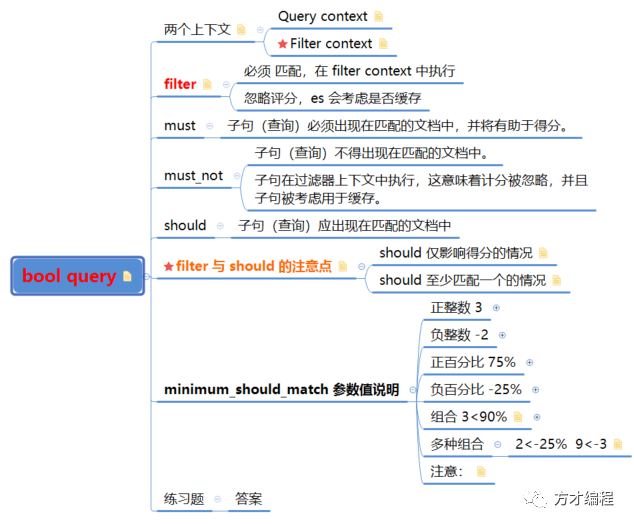 bool query
两个上下文
Query context
Filter context
filter
必须 匹配，在 filter context 中执行
忽略评分，es 会考虑是否缓存
must
子句（查询）必须出现在匹配的文档中，并将有助于得分。
must_not
子句（查询）不得出现在匹配的文档中。
子句在过滤器上下文中执行，这意味着计分被忽略，并且
子句被考虑用于缓存。
should
子句（查询）应出现在匹配的文档中
filter 与 should 的注意点
should 仅影响得分的情况
should 至少匹配一个的情况
minimum_should_match 参数值说明
正整数 3
负整数 -2
正百分比 75%
负百分比 -25%
组合 3<90%
多种组合
2<-25%  9<-3
注意：
练习题
答案
方才编程